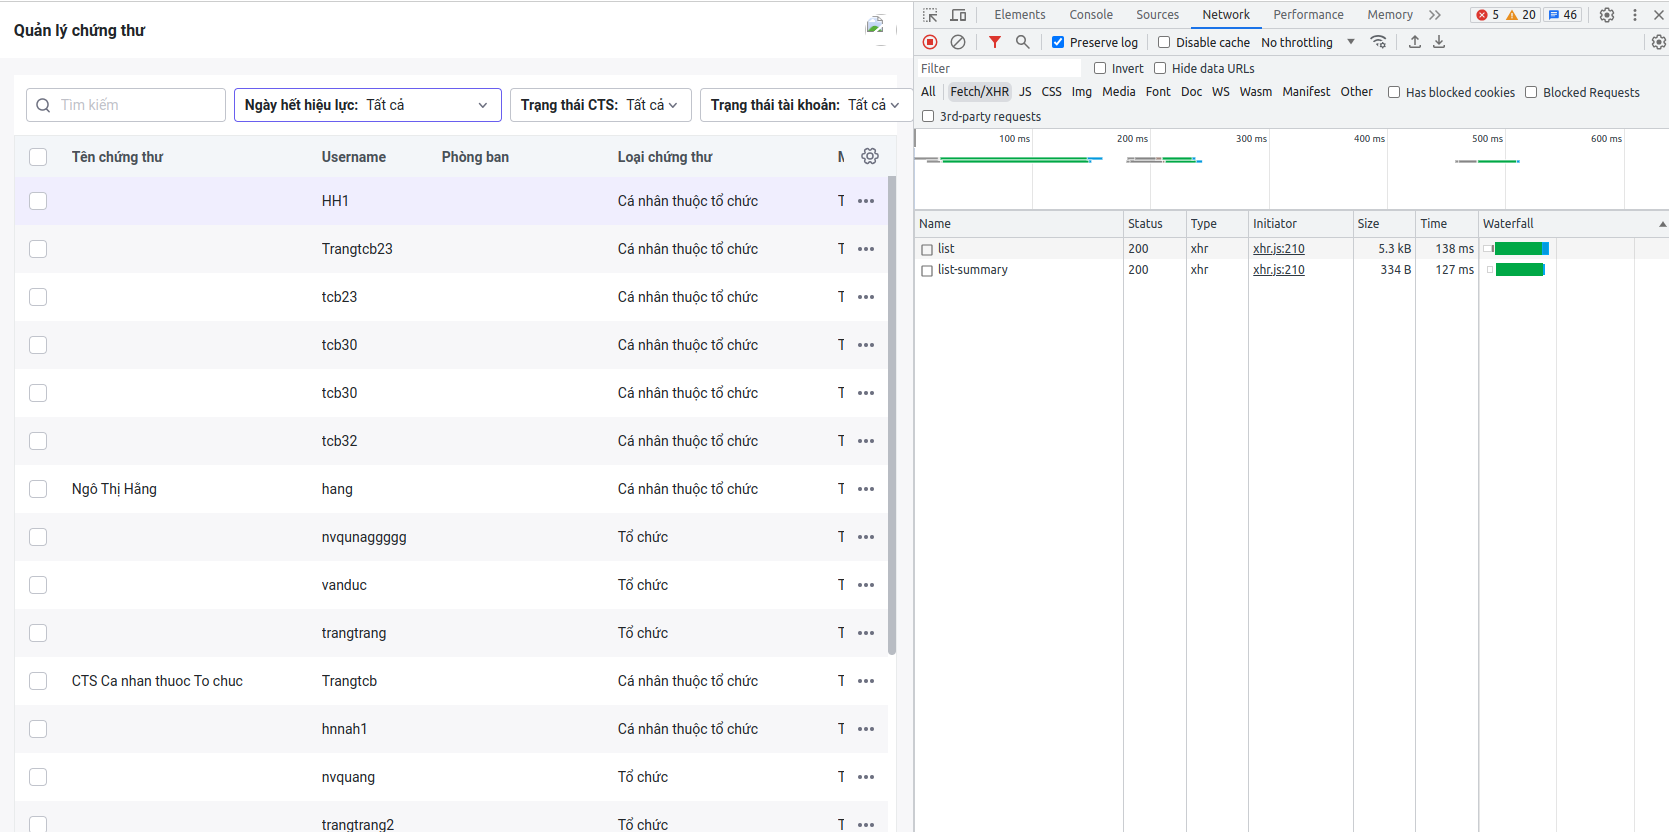 Quản lý chứng thư
Tìm kiếm
Ngày hết hiệu lực: Tất cả
Trạng thái CTS: Tất cả
Trạng thái tài khoản: Tất cả
Tên chứng thư Username Phòng ban Loại chứng thư
HH1 Cá nhân thuộc tổ chức T
Trangtcb23 Cá nhân thuộc tổ chức T
tcb23 Cá nhân thuộc tổ chức T
tcb30 Cá nhân thuộc tổ chức T
tcb30 Cá nhân thuộc tổ chức T
tcb32 Cá nhân thuộc tổ chức T
Ngô Thị Hằng hang Cá nhân thuộc tổ chức T
nvqunaggggg Tổ chức T
vanduc Tổ chức T
trangtrang Tổ chức T
CTS Ca nhan thuoc To chuc Trangtcb Cá nhân thuộc tổ chức T
hnnah1 Cá nhân thuộc tổ chức T
nvquang Tổ chức T
trangtrang2 Tổ chức T
Elements Console Sources Network Performance Memory 5 20 46
Preserve log Disable cache No throttling
Filter Invert Hide data URLs
All Fetch/XHR JS CSS Img Media Font Doc WS Wasm Manifest Other Has blocked cookies Blocked Requests
3rd-party requests
100 ms 200 ms 300 ms 400 ms 500 ms 600 ms
Name Status Type Initiator Size Time Waterfall
list 200 xhr xhr.js:210 5.3 kB 138 ms
list-summary 200 xhr xhr.js:210 334 B 127 ms